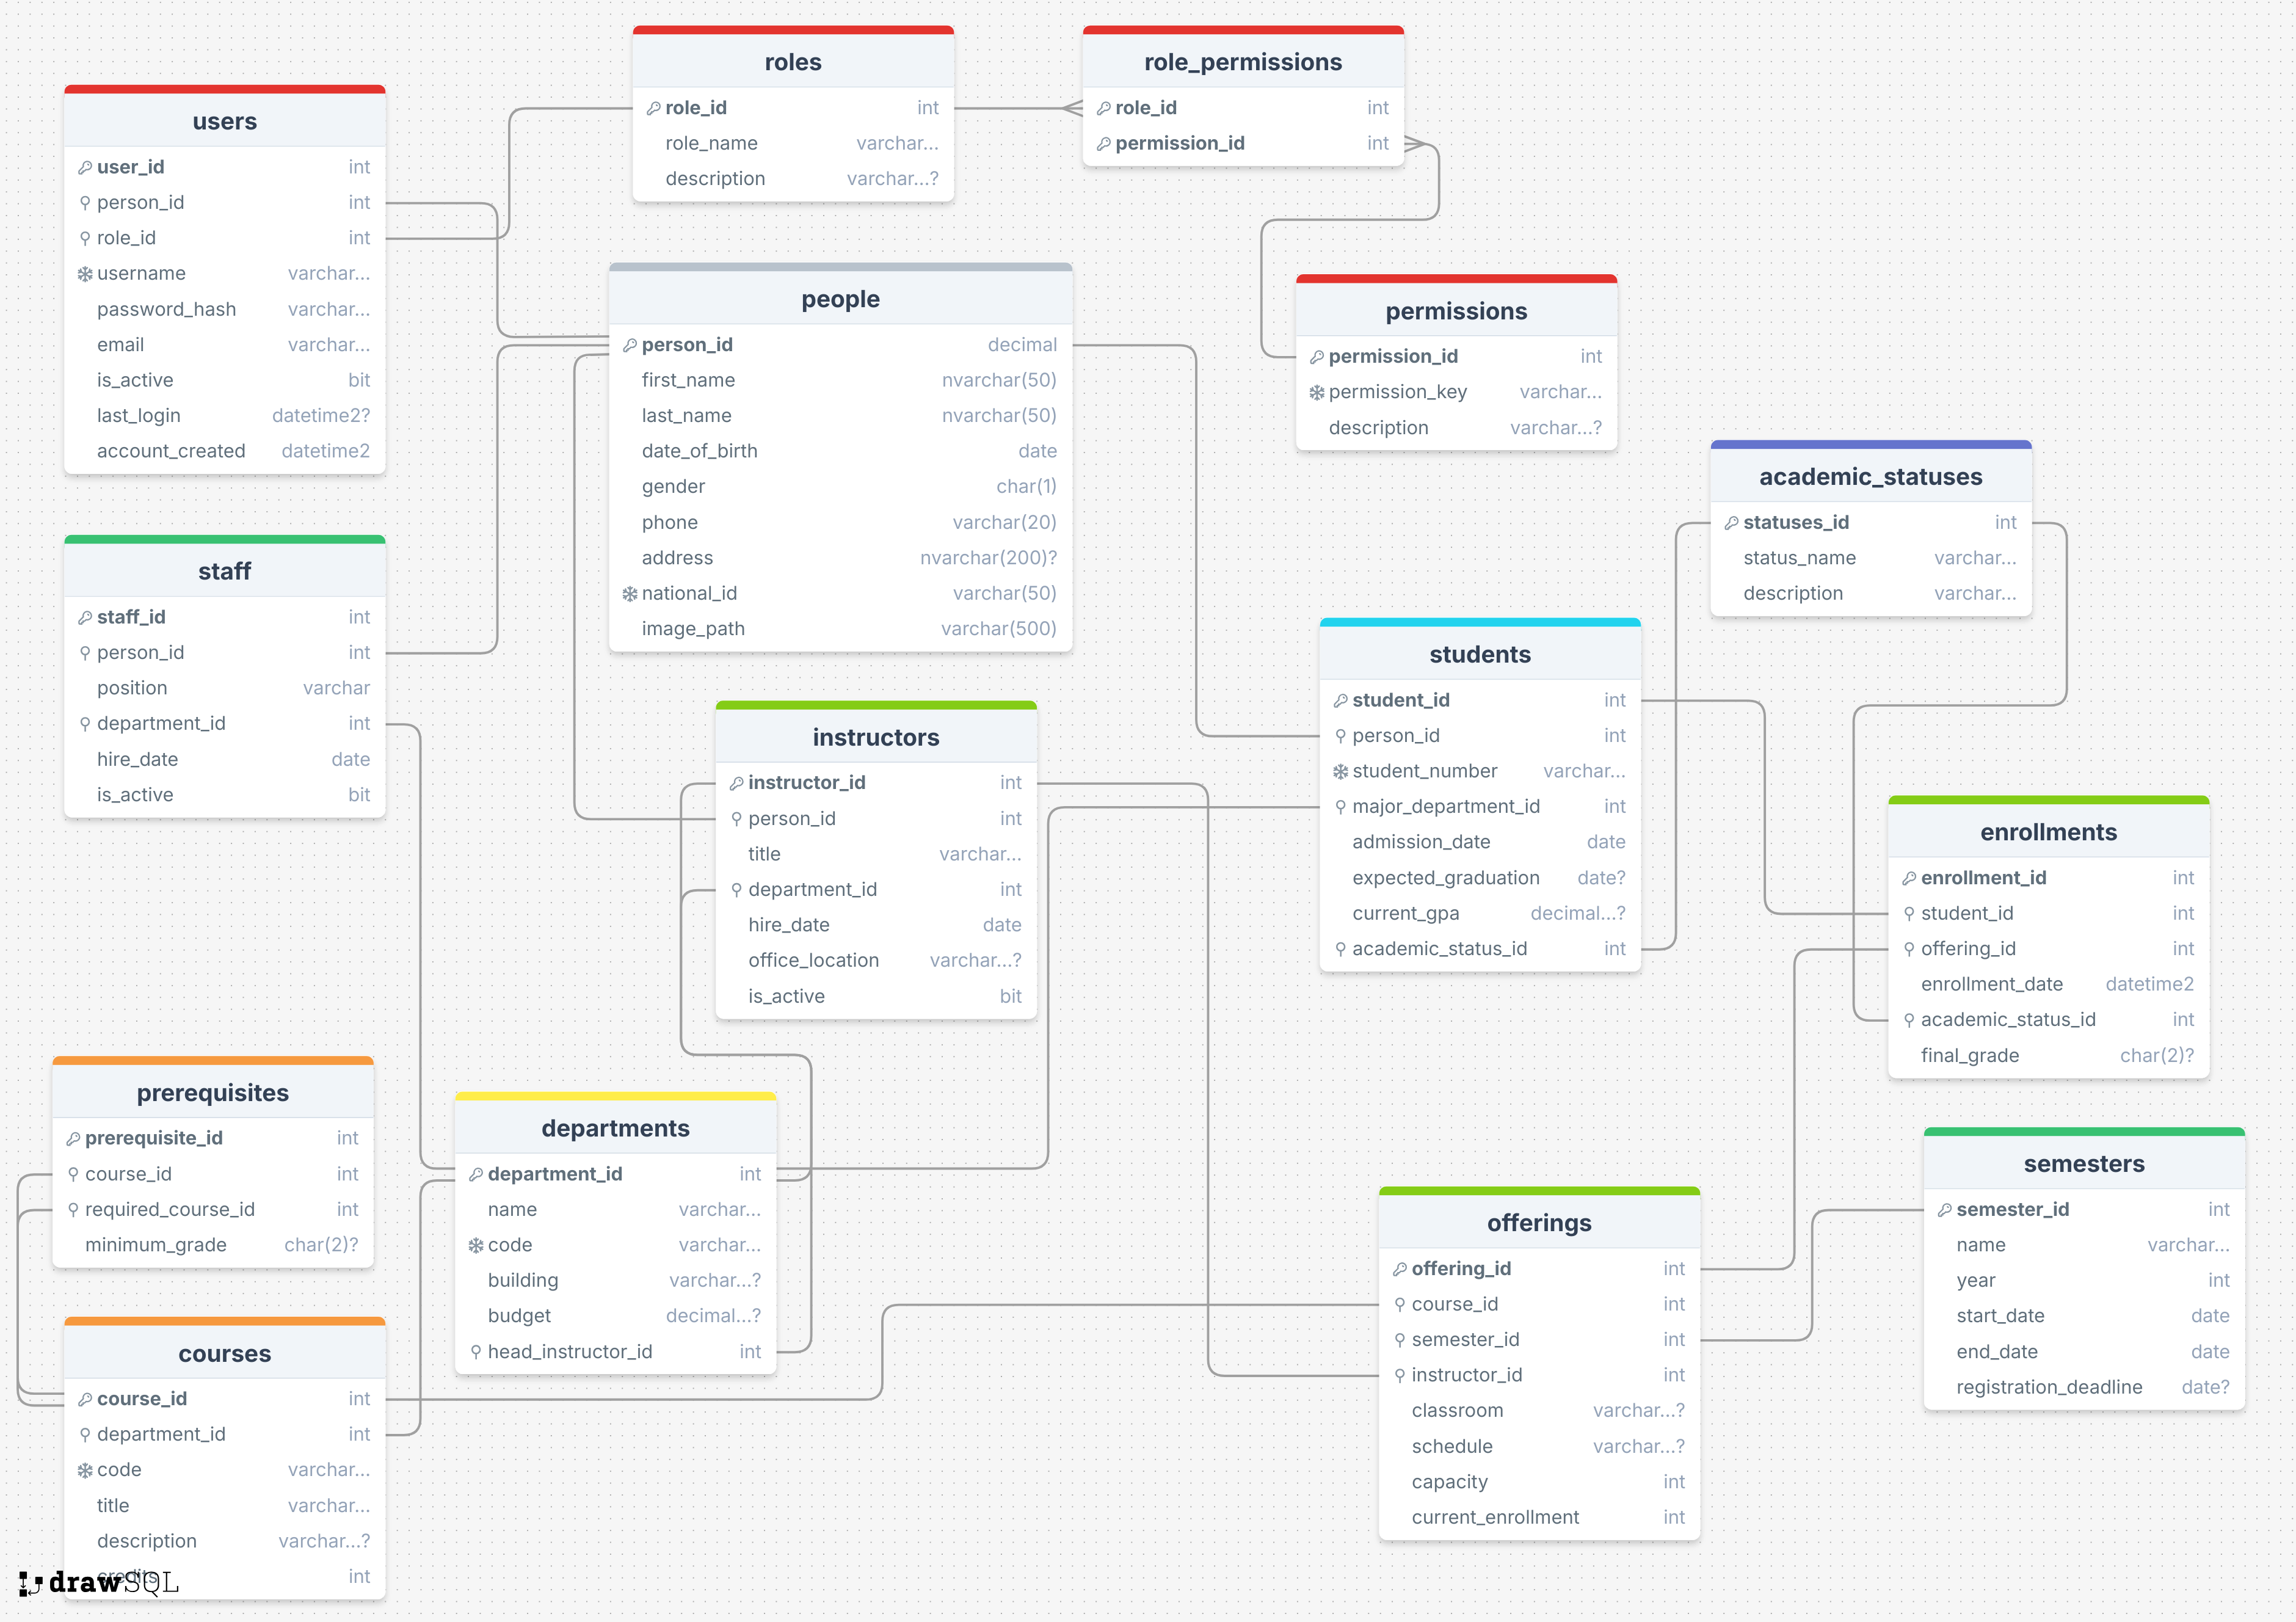 roles
role_id int
role_name varchar...
description varchar...?
role_permissions
role_id int
permission_id int
users
user_id int
person_id int
role_id int
username varchar...
password_hash varchar...
email varchar...
is_active bit
last_login datetime2?
account_created datetime2
people
person_id decimal
first_name nvarchar(50)
last_name nvarchar(50)
date_of_birth date
gender char(1)
phone varchar(20)
address nvarchar(200)?
national_id varchar(50)
image_path varchar(500)
permissions
permission_id int
permission_key varchar...
description varchar...?
academic_statuses
statuses_id int
status_name varchar...
description varchar...
staff
staff_id int
person_id int
position varchar
department_id int
hire_date date
is_active bit
students
student_id int
person_id int
student_number varchar...
major_department_id int
admission_date date
expected_graduation date?
current_gpa decimal...?
academic_status_id int
instructors
instructor_id int
person_id int
title varchar...
department_id int
hire_date date
office_location varchar...?
is_active bit
enrollments
enrollment_id int
student_id int
offering_id int
enrollment_date datetime2
academic_status_id int
final_grade char(2)?
prerequisites
prerequisite_id int
course_id int
required_course_id int
minimum_grade char(2)?
departments
department_id int
name varchar...
code varchar...
building varchar...?
budget decimal...?
head_instructor_id int
semesters
semester_id int
name varchar...
year int
start_date date
end_date date
registration_deadline date?
offerings
offering_id int
course_id int
semester_id int
instructor_id int
classroom varchar...?
schedule varchar...?
capacity int
current_enrollment int
courses
course_id int
department_id int
code varchar...
title varchar...
description varchar...?
credits int
drawSQL